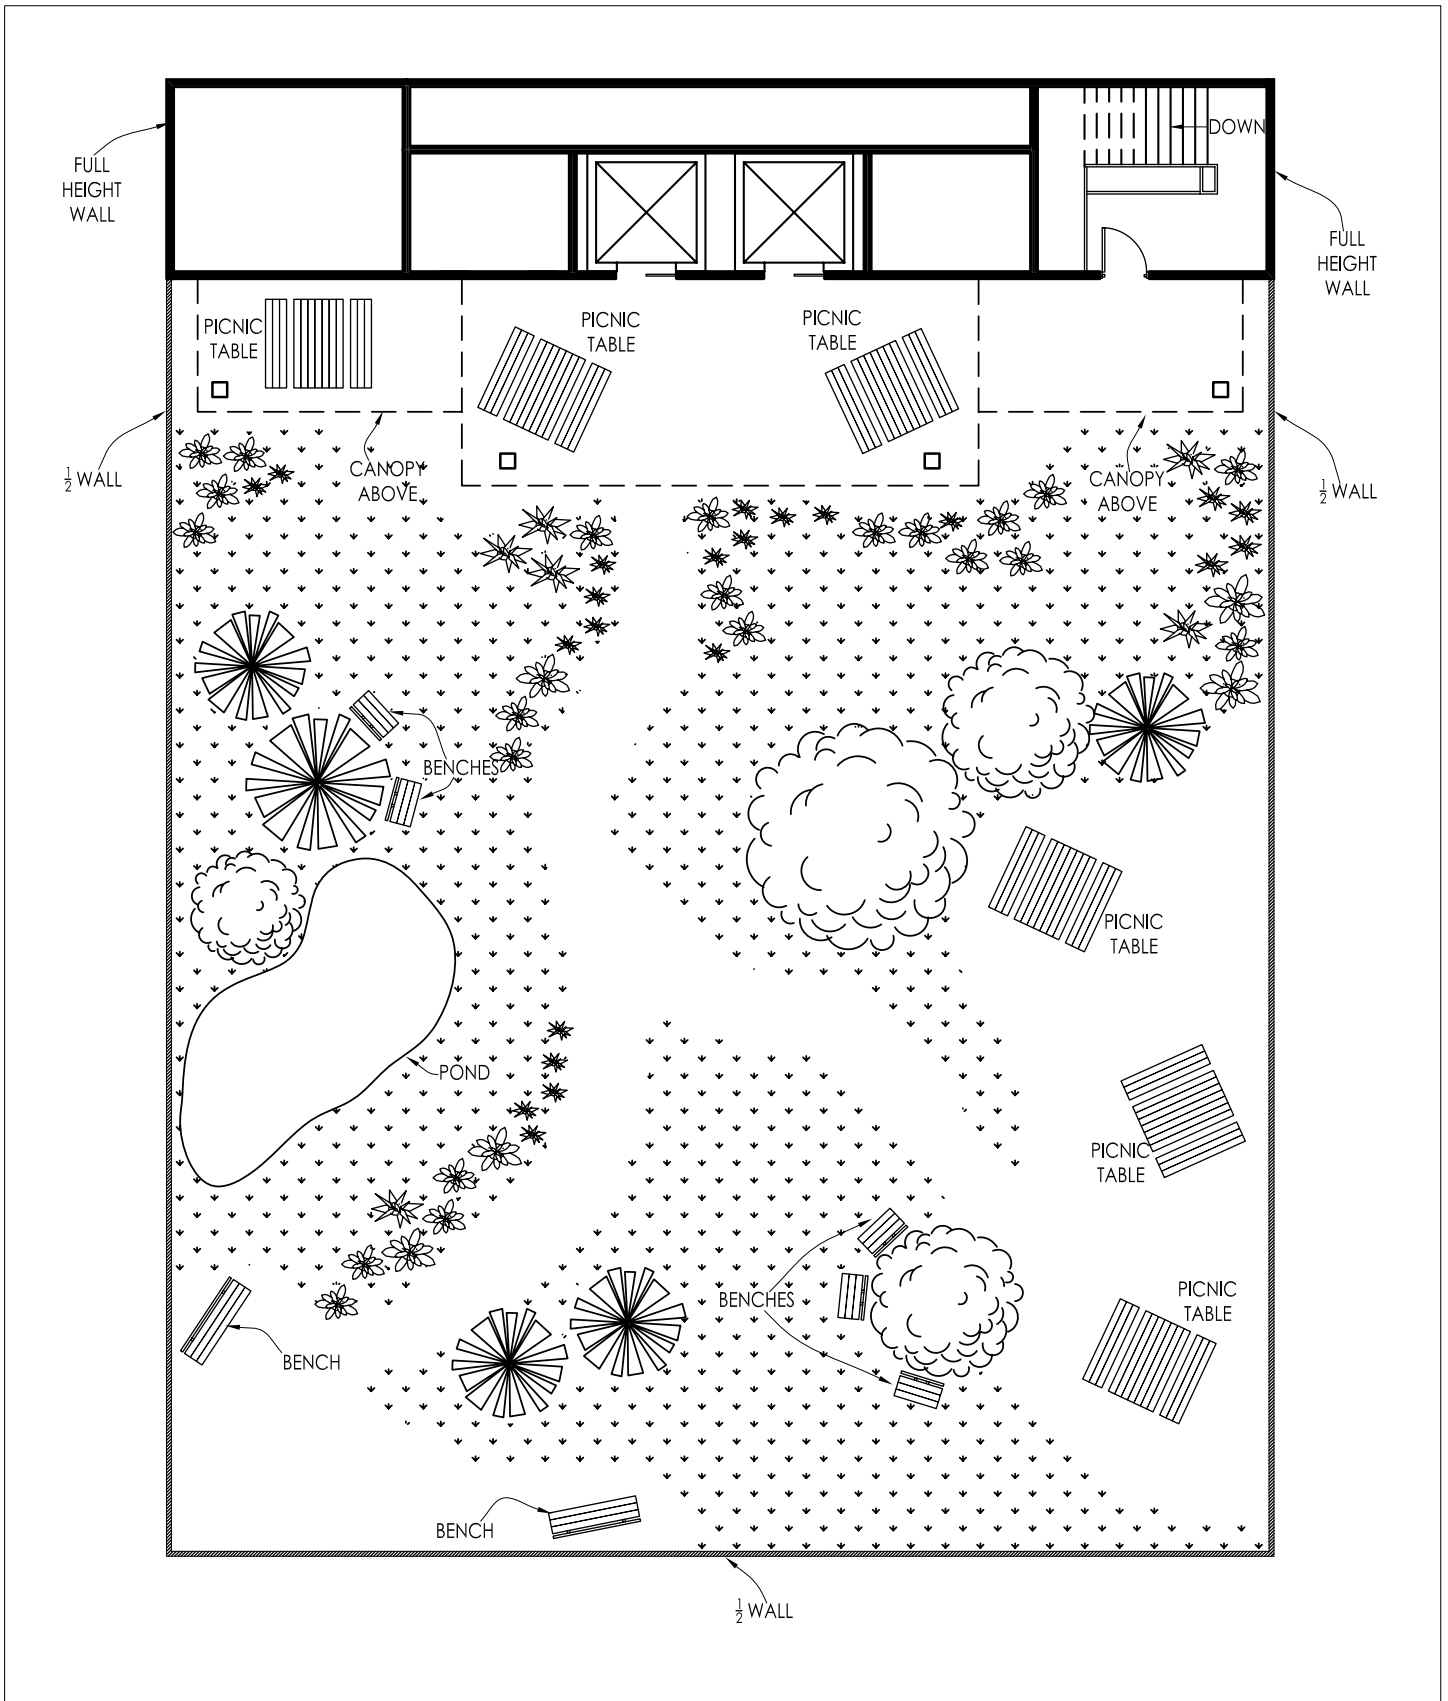 DOWN
FULL
HEIGHT
WALL
FULL
HEIGHT
WALL
PICNIC
TABLE
PICNIC
TABLE
PICNIC
TABLE
½ WALL
CANOPY
ABOVE
CANOPY
ABOVE
½ WALL
BENCHES
PICNIC
TABLE
POND
PICNIC
TABLE
BENCHES
PICNIC
TABLE
BENCH
BENCH
½ WALL